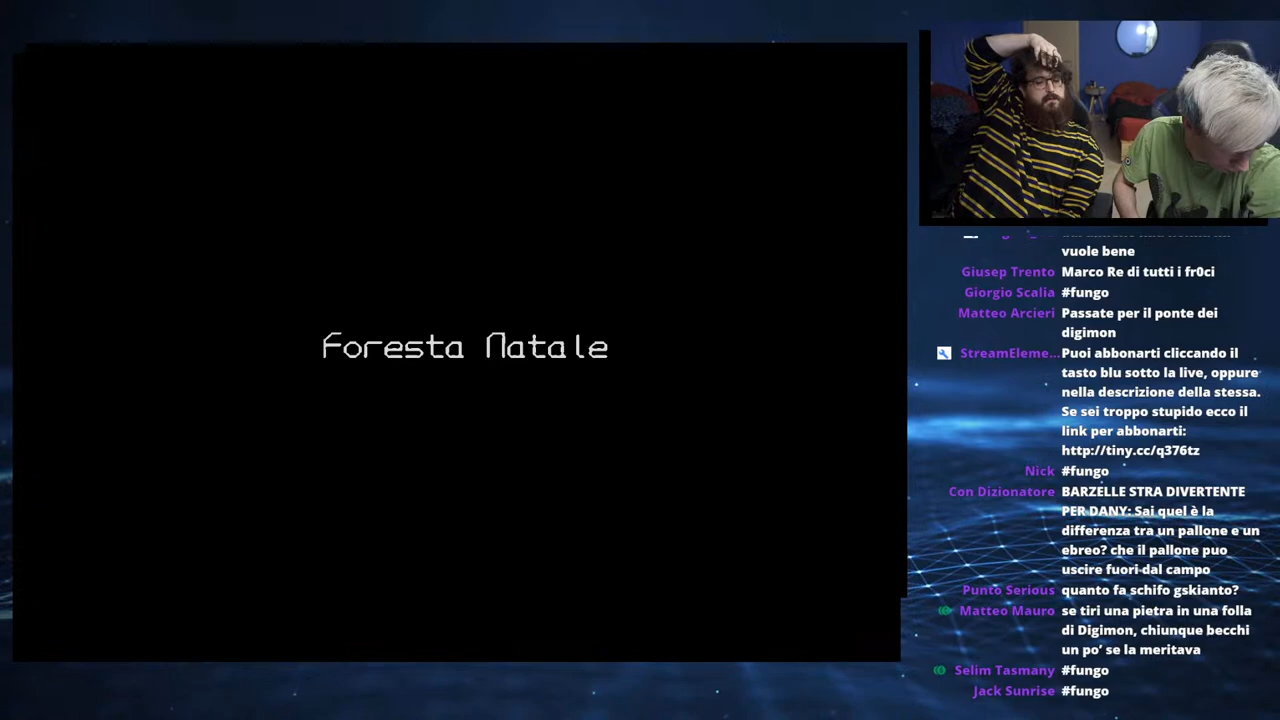 Foresta Natale
vuole bene
Giusep Trento Marco Re di tutti i fr0ci
Giorgio Scalia #fungo
Matteo Arcieri Passate per il ponte dei
digimon
StreamEleme... Puoi abbonarti cliccando il
tasto blu sotto la live, oppure
nella descrizione della stessa.
Se sei troppo stupido ecco il
link per abbonarti:
http://tiny.cc/q376tz
Nick #fungo
Con Dizionatore BARZELLE STRA DIVERTENTE
PER DANY: Sai quel è la
differenza tra un pallone e un
ebreo? che il pallone puo
uscire fuori dal campo
Punto Serious quanto fa schifo gskianto?
Matteo Mauro se tiri una pietra in una folla
di Digimon, chiunque becchi
un po' se la meritava
Selim Tasmany #fungo
Jack Sunrise #fungo